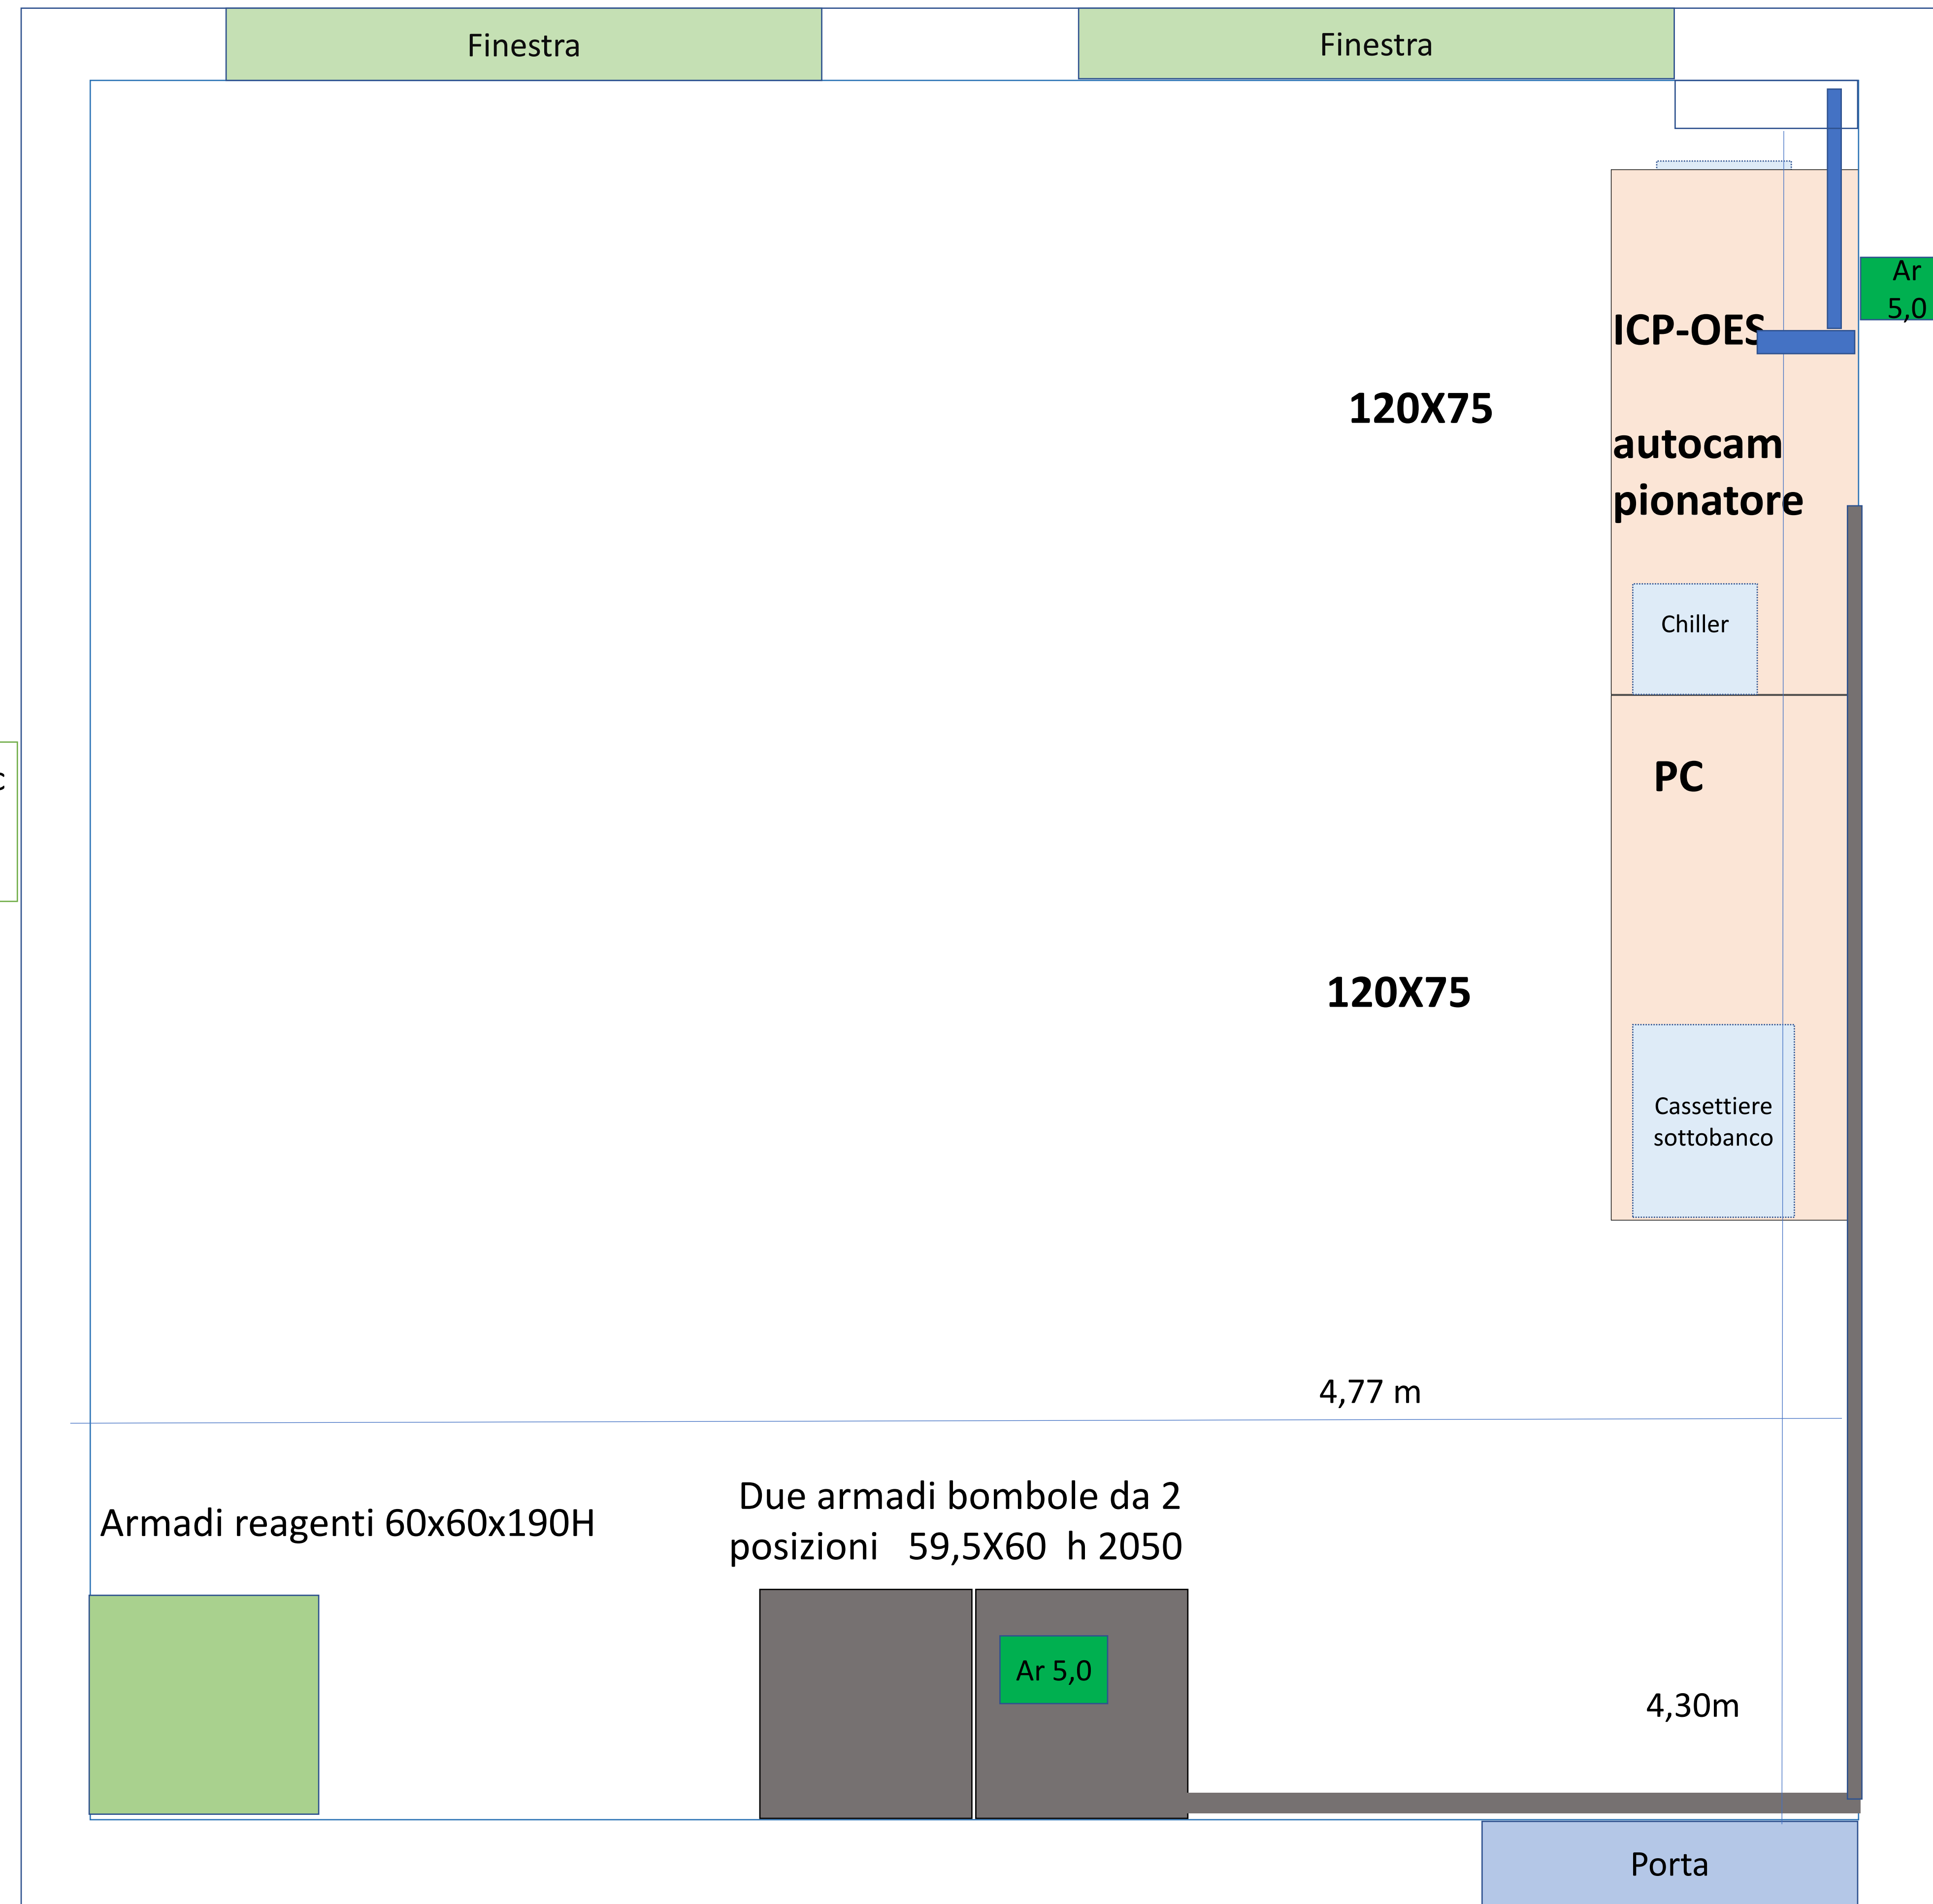 Finestra
Finestra
Ar
5,0
ICP-OES
120X75
autocam
pionatore
Chiller
PC
120X75
Cassettiere
sottobanco
4,77 m
Due armadi bombole da 2
posizioni 59,5X60 h 2050
Armadi reagenti 60x60x190H
Ar 5,0
4,30m
Porta